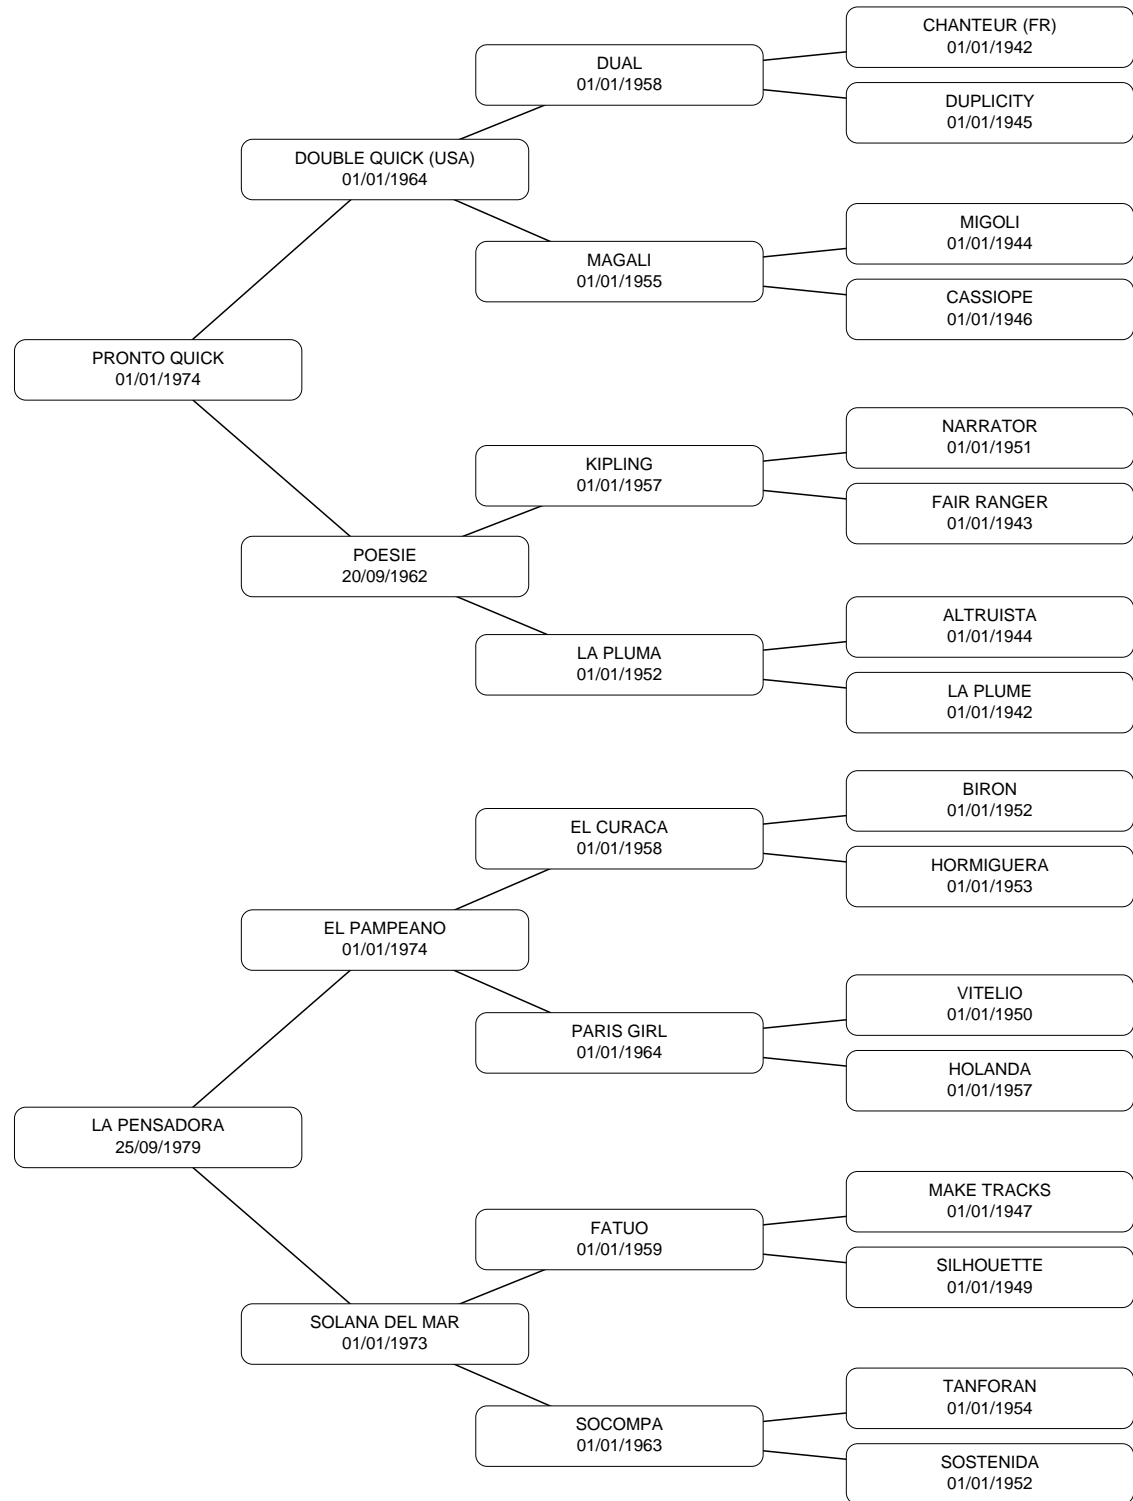 CHANTEUR (FR)
01/01/1942
DUAL
01/01/1958
DUPLICITY
01/01/1945
DOUBLE QUICK (USA)
01/01/1964
MIGOLI
01/01/1944
MAGALI
01/01/1955
CASSIOPE
01/01/1946
PRONTO QUICK
01/01/1974
NARRATOR
01/01/1951
KIPLING
01/01/1957
FAIR RANGER
01/01/1943
POESIE
20/09/1962
ALTRUISTA
01/01/1944
LA PLUMA
01/01/1952
LA PLUME
01/01/1942
BIRON
01/01/1952
EL CURACA
01/01/1958
HORMIGUERA
01/01/1953
EL PAMPEANO
01/01/1974
VITELIO
01/01/1950
PARIS GIRL
01/01/1964
HOLANDA
01/01/1957
LA PENSADORA
25/09/1979
MAKE TRACKS
01/01/1947
FATUO
01/01/1959
SILHOUETTE
01/01/1949
SOLANA DEL MAR
01/01/1973
TANFORAN
01/01/1954
SOCOMPA
01/01/1963
SOSTENIDA
01/01/1952